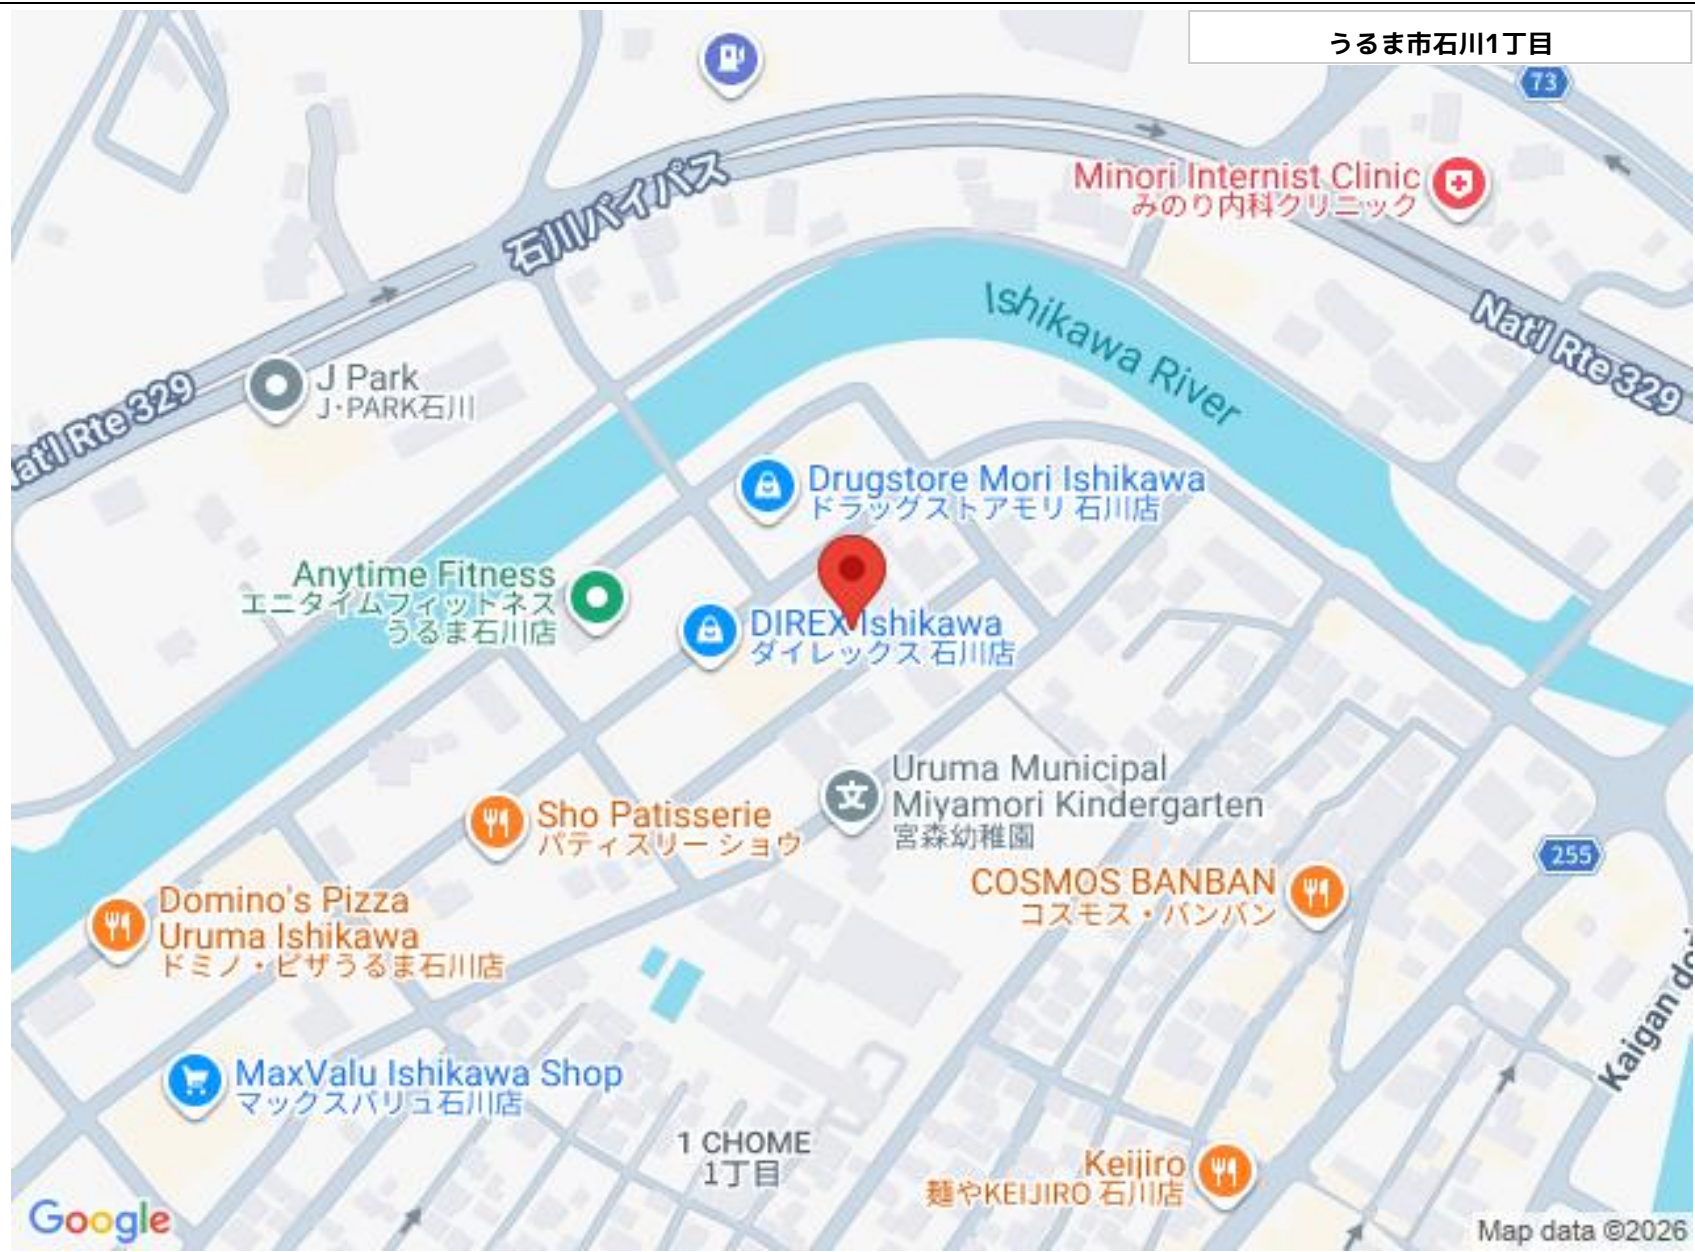 うるま市石川1丁目
73
石川バイパス
Minori Internist Clinic
みのり内科クリニック
Ishikawa River
Nat'l Rte 329
J Park
J・PARK石川
at'l Rte 329
Drugstore Mori Ishikawa
ドラッグストアモリ 石川店
Anytime Fitness
エニタイムフィットネス
うるま石川店
DIREX Ishikawa
ダイレックス 石川店
Uruma Municipal
Miyamori Kindergarten
宮森幼稚園
Sho Patisserie
パティスリー ショウ
255
COSMOS BANBAN
コスモス・バンバン
Domino's Pizza
Uruma Ishikawa
ドミノ・ピザうるま石川店
Kaigan dori
MaxValu Ishikawa Shop
マックスバリュ石川店
1 CHOME
1丁目
Keijiro
麺やKEIJIRO 石川店
Google
Map data ©2026